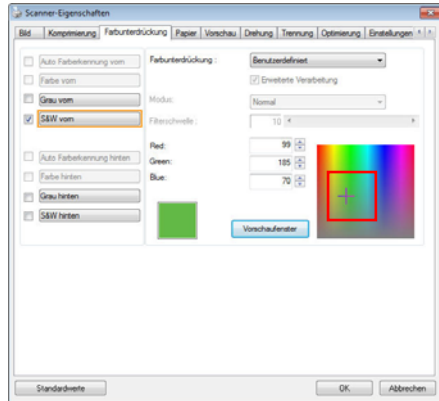 Scanner-Eigenschaften
Bild Komprimierung Farbunterdrückung Papier Vorschau Drehung Trennung Optimierung Einstellungen
Auto Farberkennung vorn
Farbe vorn
Grau vorn
S&W vorn
Auto Farberkennung hinten
Farbe hinten
Grau hinten
S&W hinten
Farbunterdrückung : Benutzerdefiniert
Erweiterte Verarbeitung
Modus: Normal
Filterschwelle : 10
Red: 99
Green: 185
Blue: 70
Vorschaufenster
Standardwerte OK Abbrechen